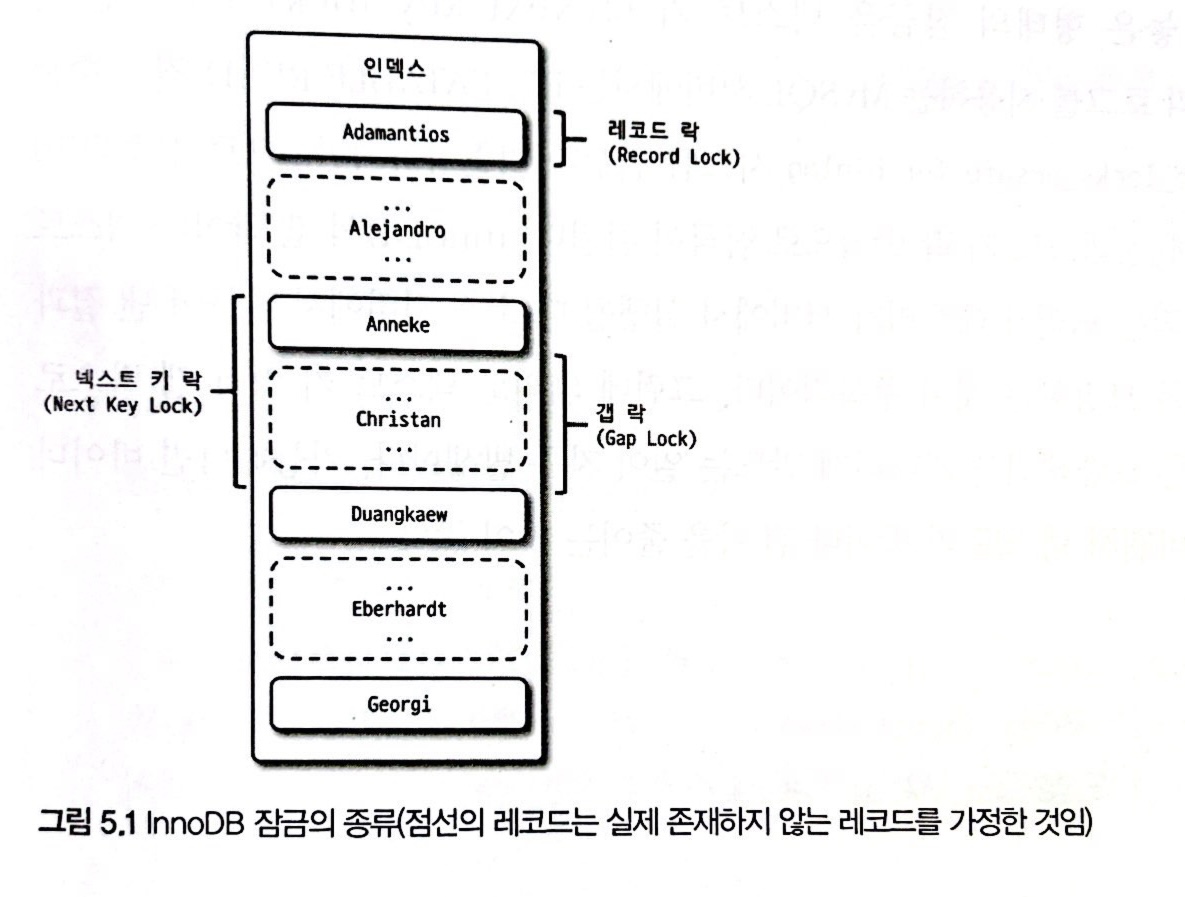 인덱스
Adamantios
레코드 락
(Record Lock)
...
Alejandro
...
Anneke
넥스트 키 락
(Next Key Lock)
...
Christan
...
갭 락
(Gap Lock)
Duangkaew
...
Eberhardt
...
Georgi
그림 5.1 InnoDB 잠금의 종류(점선의 레코드는 실제 존재하지 않는 레코드를 가정한 것임)